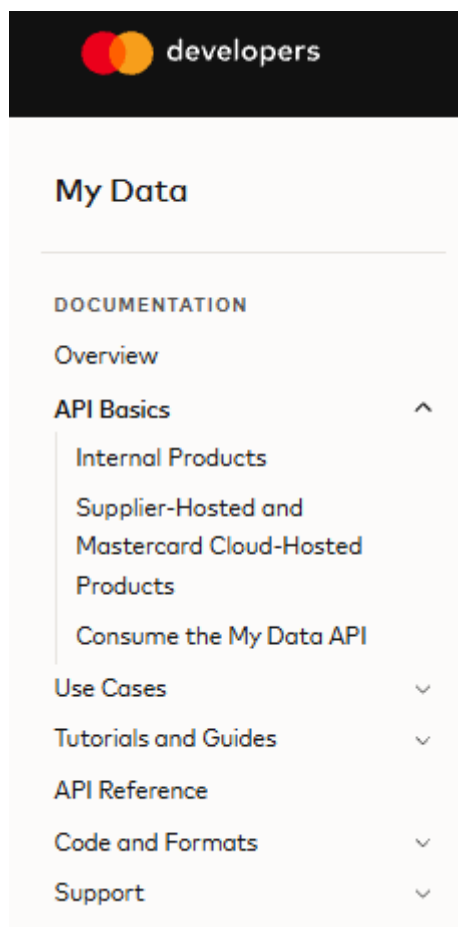 developers
My Data
DOCUMENTATION
Overview
API Basics
Internal Products
Supplier-Hosted and
Mastercard Cloud-Hosted
Products
Consume the My Data API
Use Cases
Tutorials and Guides
API Reference
Code and Formats
Support